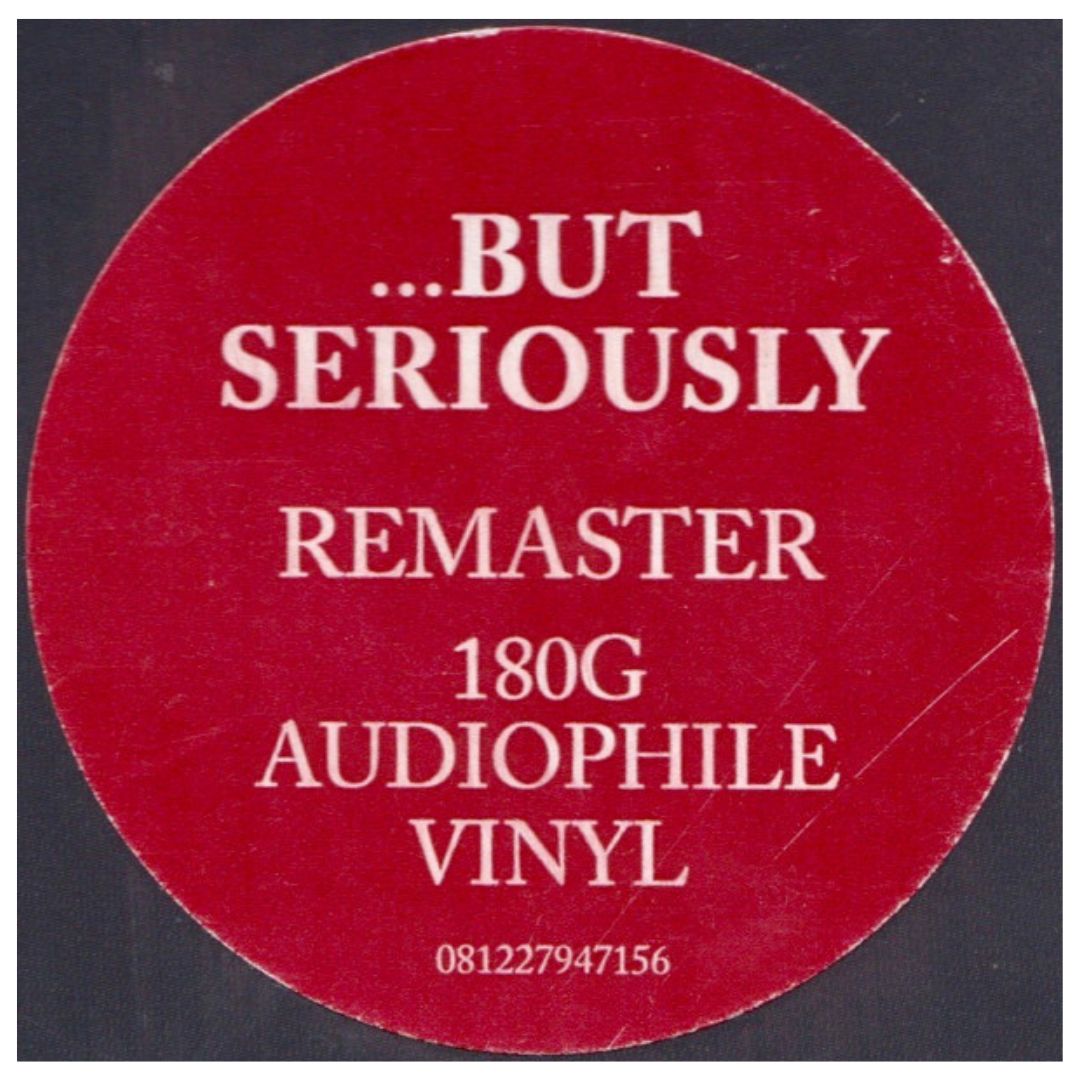 ...BUT
SERIOUSLY
REMASTER
180G
AUDIOPHILE
VINYL
081227947156